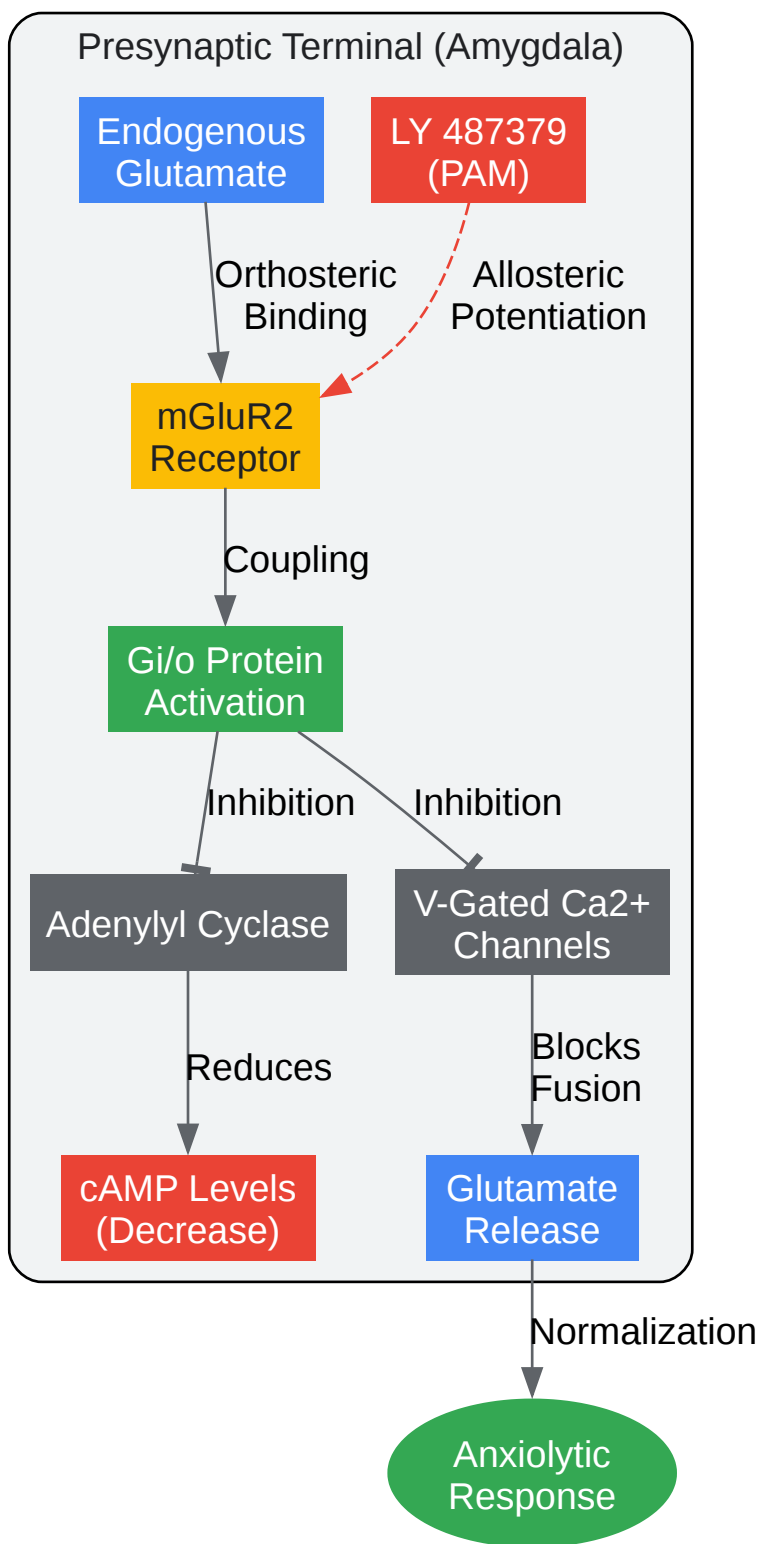 Presynaptic Terminal (Amygdala)
Endogenous
Glutamate
LY 487379
(PAM)
Orthosteric
Binding
Allosteric
Potentiation
mGluR2
Receptor
Coupling
Gi/o Protein
Activation
Inhibition
Inhibition
Adenylyl Cyclase
V-Gated Ca2+
Channels
Reduces
Blocks
Fusion
cAMP Levels
(Decrease)
Glutamate
Release
Normalization
Anxiolytic
Response